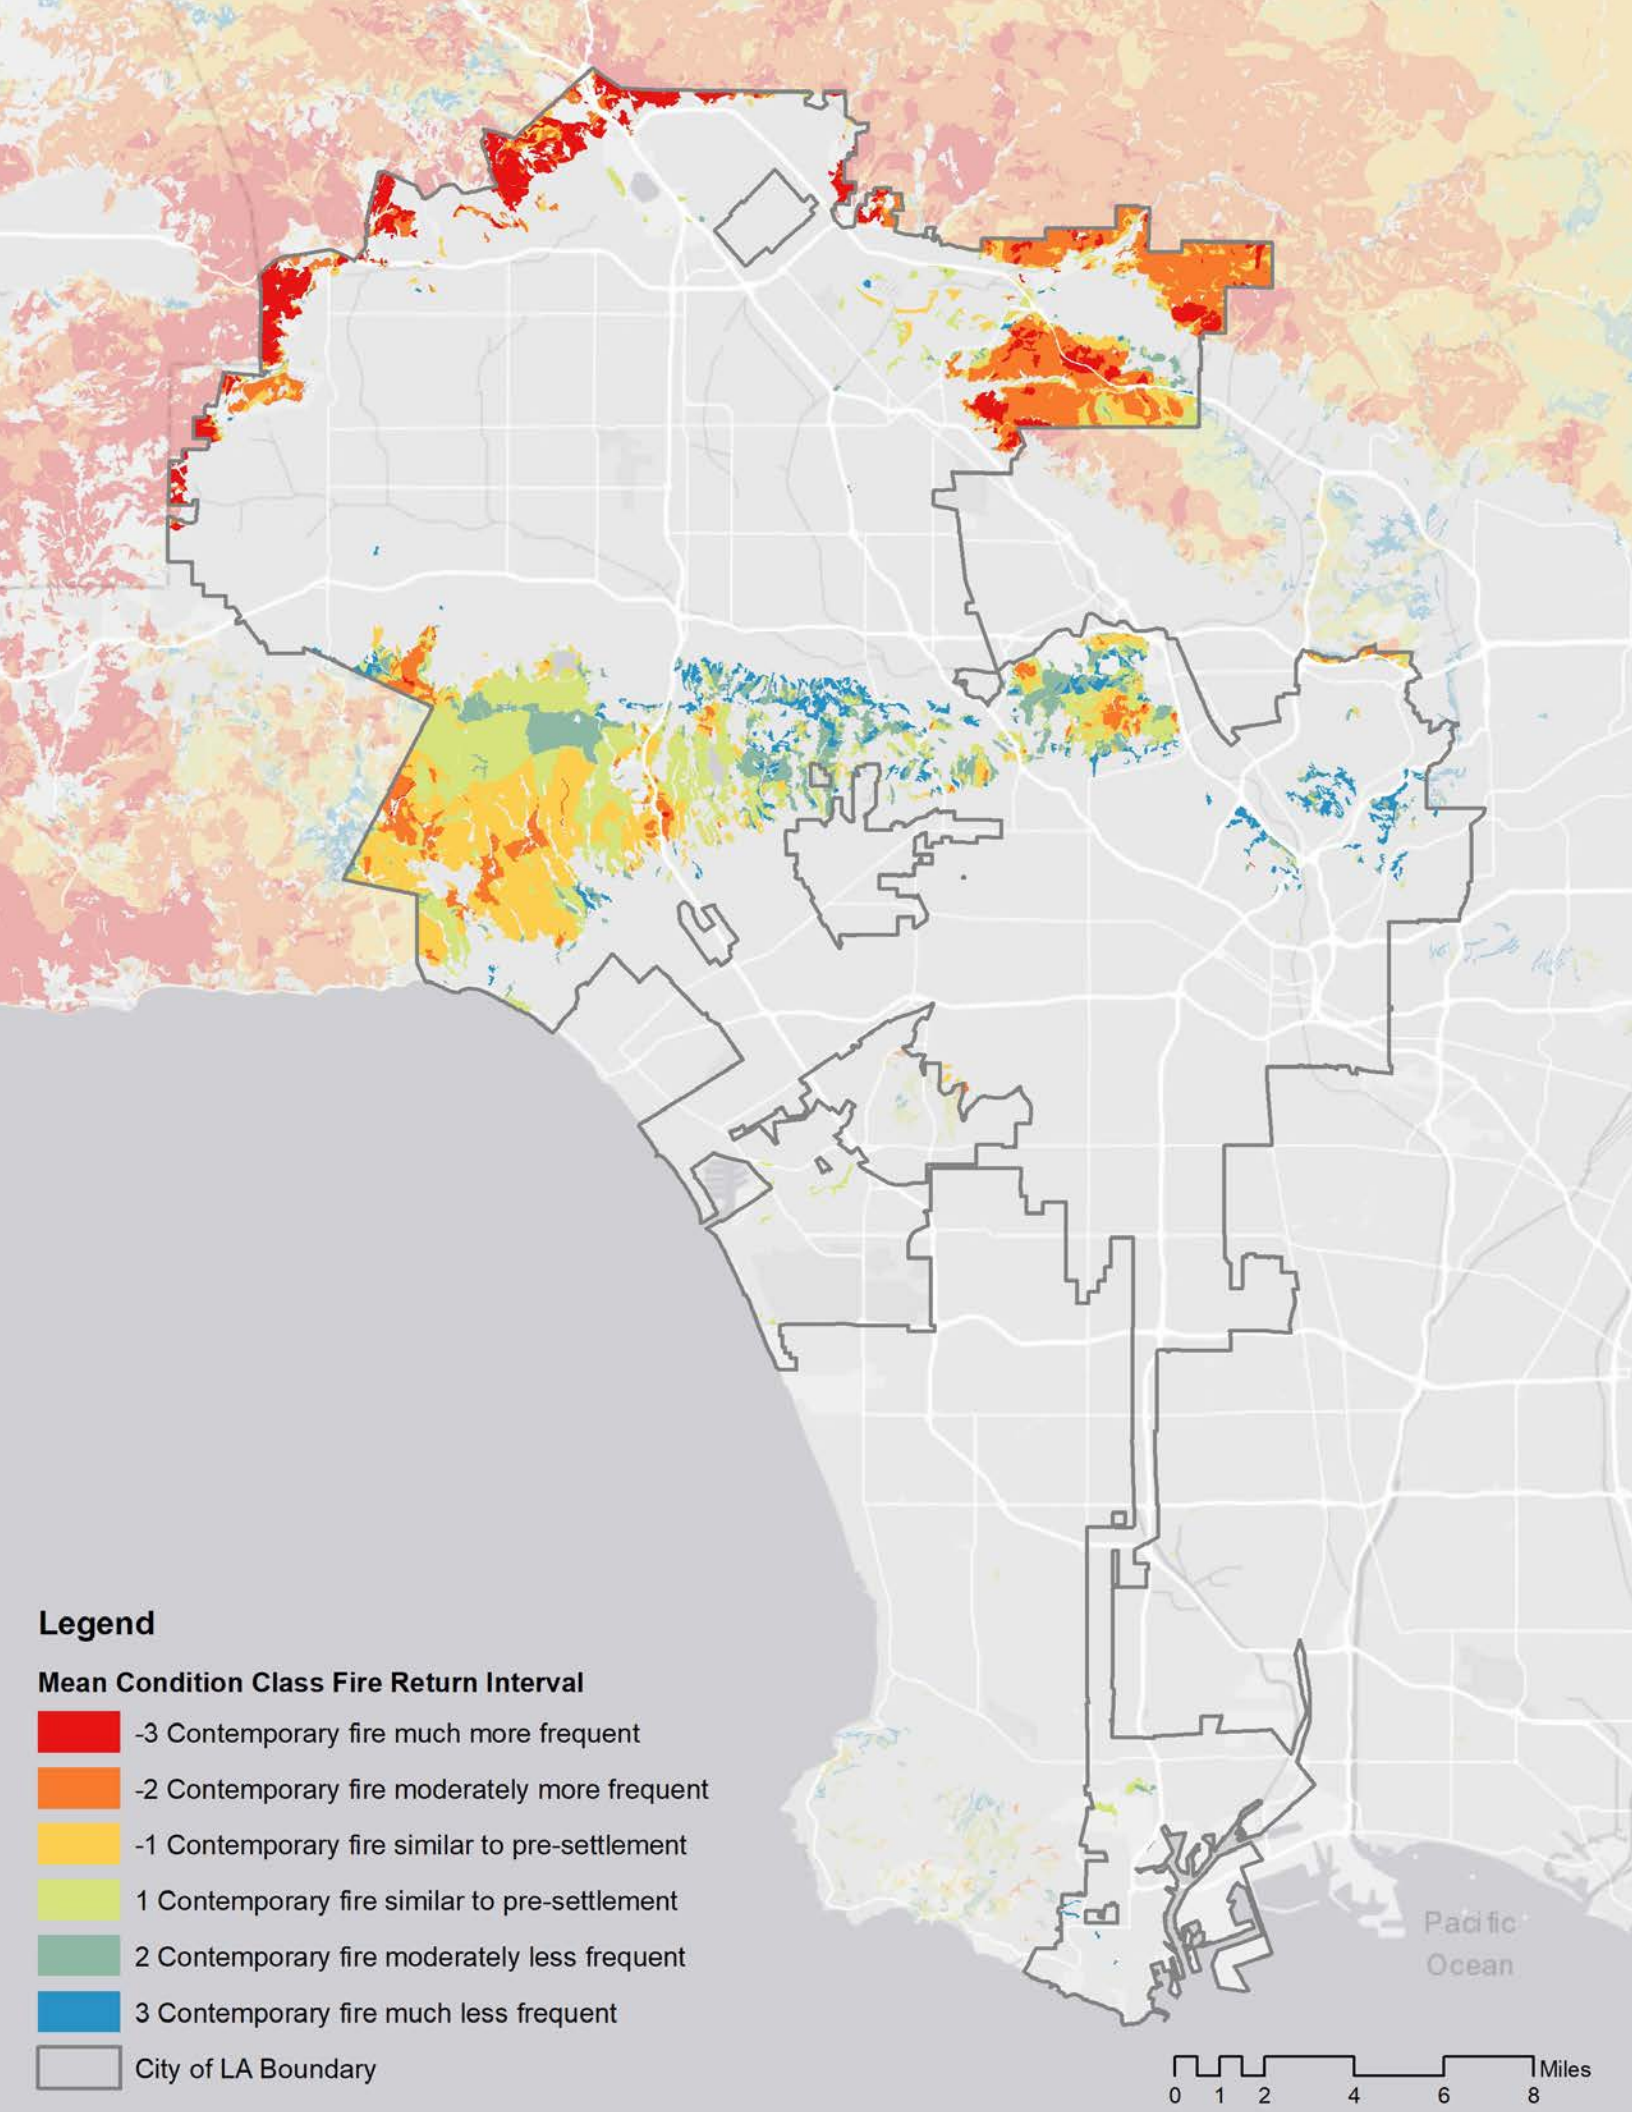 Legend
Mean Condition Class Fire Return Interval
-3 Contemporary fire much more frequent
-2 Contemporary fire moderately more frequent
-1 Contemporary fire similar to pre-settlement
1 Contemporary fire similar to pre-settlement
2 Contemporary fire moderately less frequent
3 Contemporary fire much less frequent
City of LA Boundary
Pacific
Ocean
Miles
0 1 2 4 6 8